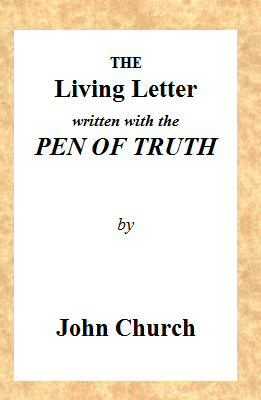 THE
Living Letter
written with the
PEN OF TRUTH
by
John Church